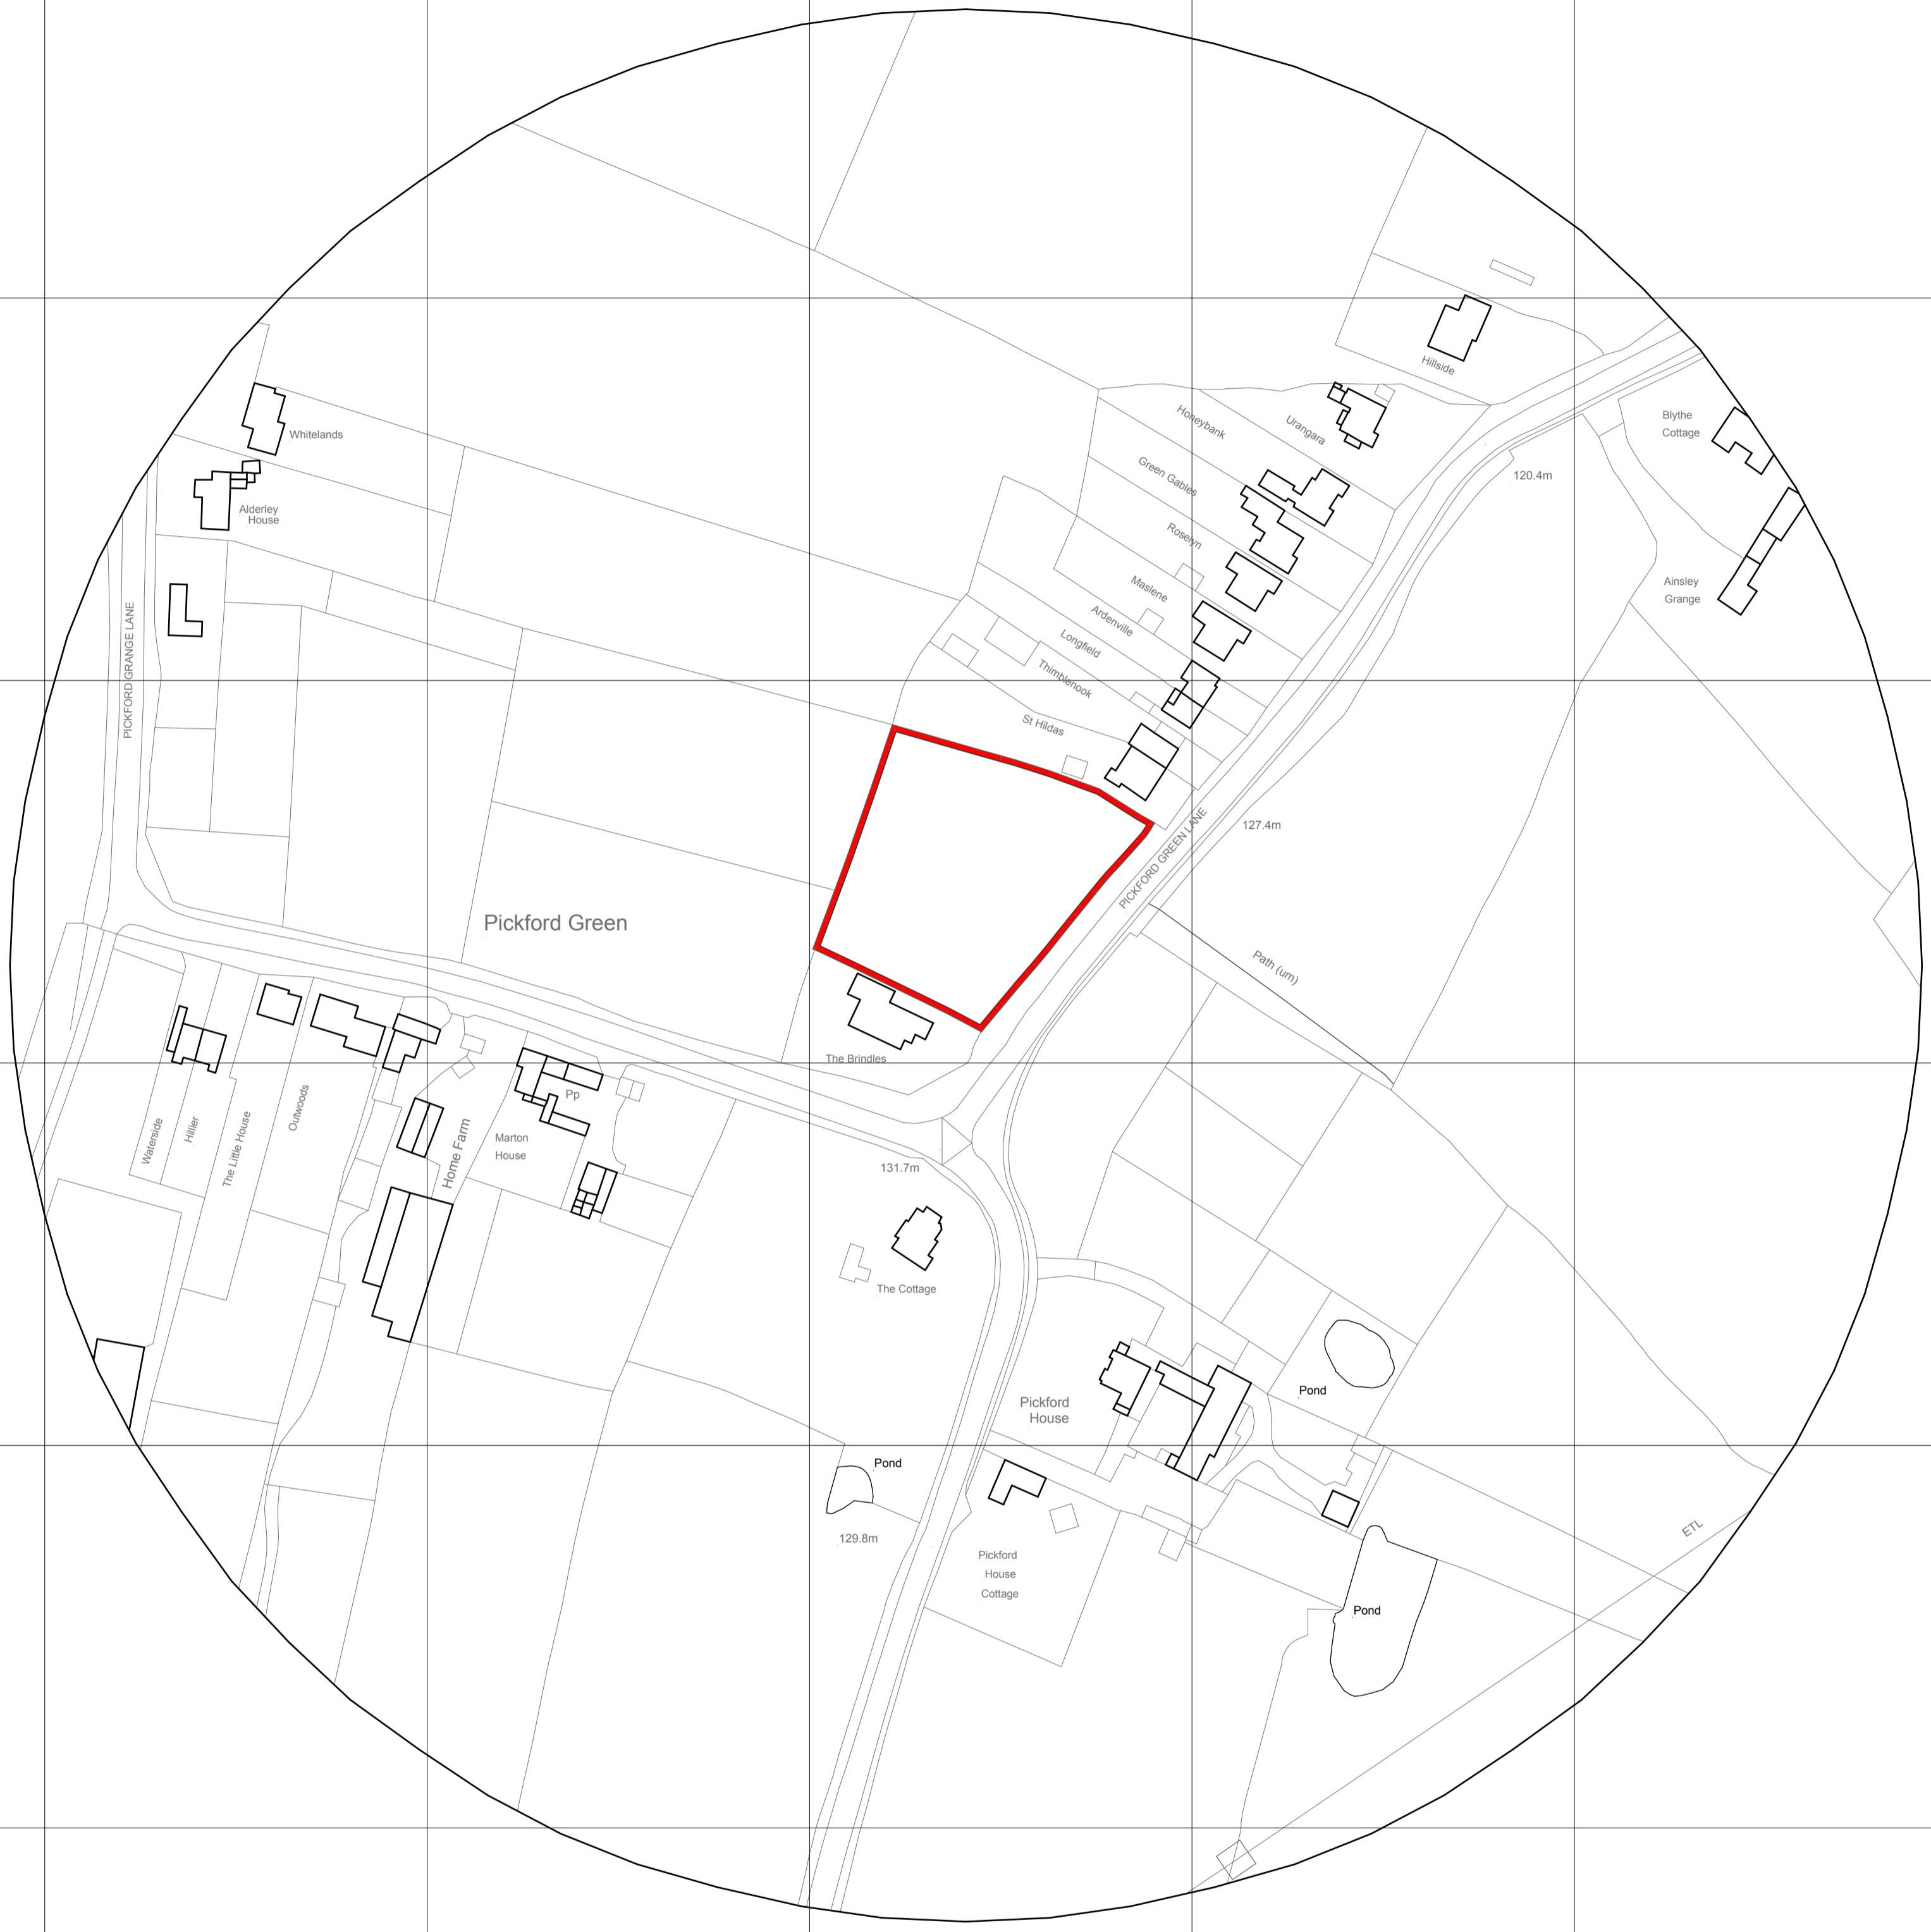 Hillside
Honeybank
Urangara
Blythe
Cottage
Whitelands
Green Gables
120.4m
Alderley
House
Roselyn
Maslene
Ainsley
Grange
Ardenville
Longfield
PICKFORD GRANGE LANE
Thimblenook
St Hildas
127.4m
PICKFORD GREEN LANE
Pickford Green
Path (um)
The Brindles
Pp
Outwoods
Hillier
Waterside
The Little House
Home Farm
Marton
House
131.7m
The Cottage
Pond
Pickford
House
Pond
129.8m
ETL
Pickford
House
Cottage
Pond